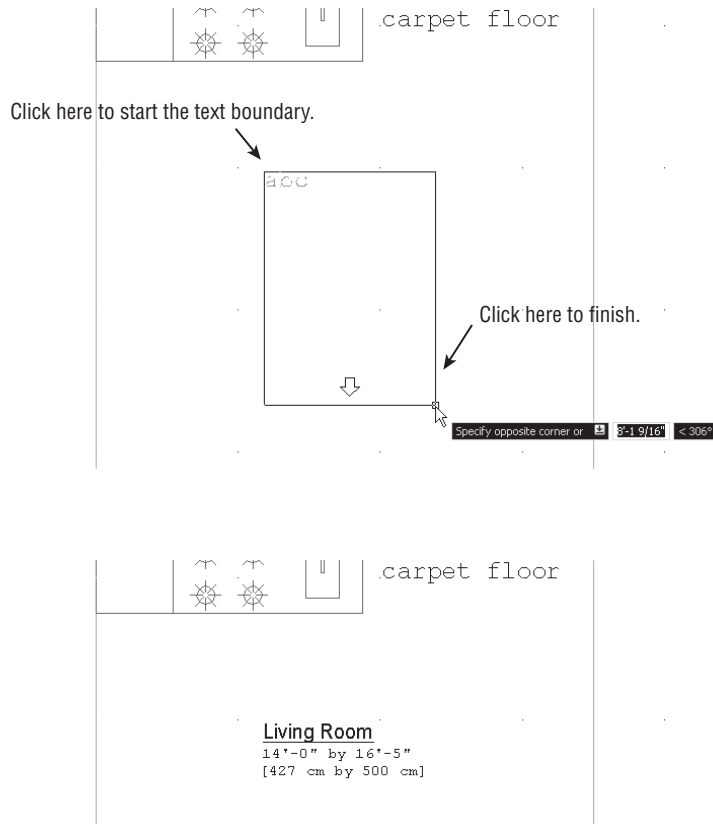 carpet floor
Click here to start the text boundary.
abc
Click here to finish.
Specify opposite corner or 8'-1 9/16" < 306°
carpet floor
Living Room
14'-0" by 16'-5"
[427 cm by 500 cm]